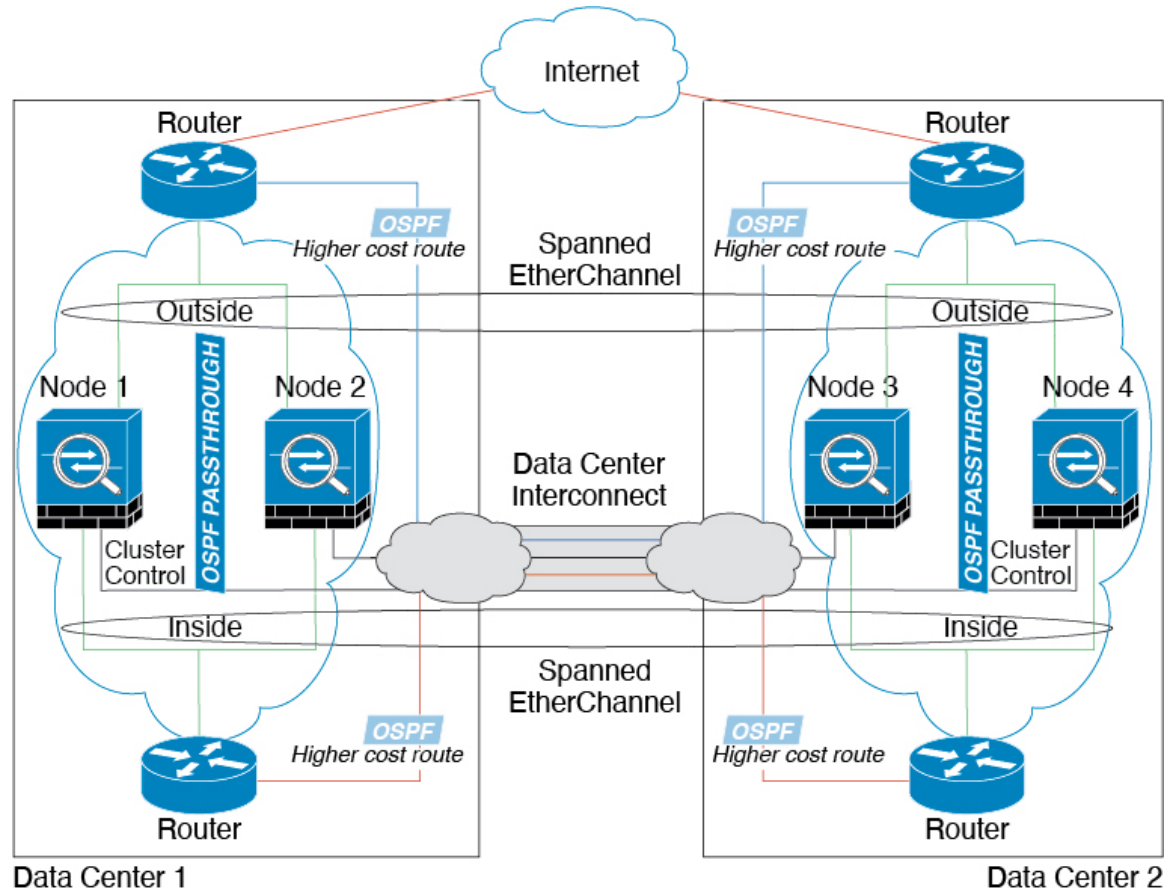 Internet
Router
Router
OSPF
Higher cost route
Spanned
EtherChannel
OSPF
Higher cost route
Outside
Outside
Node 1
OSPF PASSTHROUGH
Node 2
Node 3
OSPF PASSTHROUGH
Node 4
Data Center
Interconnect
Cluster
Control
Cluster
Control
Inside
Inside
Spanned
EtherChannel
OSPF
Higher cost route
OSPF
Higher cost route
Router
Router
Data Center 1
Data Center 2